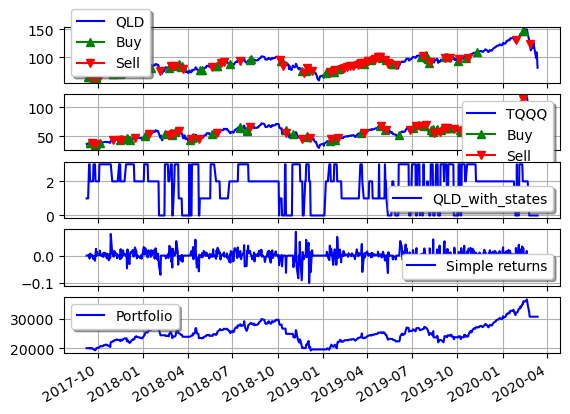 QLD
Buy
Sell
150
100
TQQQ
Buy
Sell
100
50
QLD_with_states
2
0
Simple returns
0.0
−0.1
Portfolio
30000
20000
2017-10
2018-01
2018-04
2018-07
2018-10
2019-01
2019-04
2019-07
2019-10
2020-01
2020-04